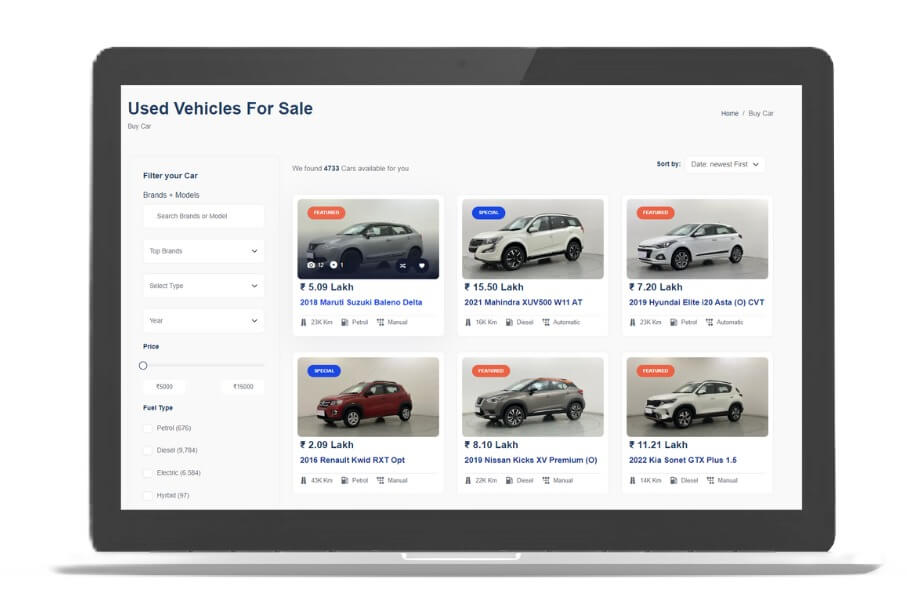 Used Vehicles For Sale
Buy Car
Home / Buy Car
Filter your Car
Brands + Models
Search Brands or Model
Top Brands
Select Type
Year
Price
₹5000 ₹15000
Fuel Type
Petrol (676)
Diesel (9,784)
Electric (6,584)
Hybid (97)
We found 4733 Cars available for you
Sort by: Date: newest First
FEATURED
12 1
₹ 5.09 Lakh
2018 Maruti Suzuki Baleno Delta
23K Km Petrol Manual
SPECIAL
₹ 15.50 Lakh
2021 Mahindra XUV500 W11 AT
16K Km Diesel Automatic
FEATURED
₹ 7.20 Lakh
2019 Hyundai Elite i20 Asta (O) CVT
23K Km Petrol Automatic
SPECIAL
₹ 2.09 Lakh
2016 Renault Kwid RXT Opt
43K Km Petrol Manual
FEATURED
₹ 8.10 Lakh
2019 Nissan Kicks XV Premium (O)
22K Km Diesel Manual
FEATURED
₹ 11.21 Lakh
2022 Kia Sonet GTX Plus 1.5
14K Km Diesel Manual